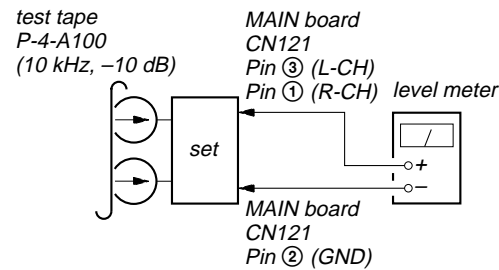 test tape
P-4-A100
(10 kHz, –10 dB)
MAIN board
CN121
Pin ③ (L-CH)
Pin ① (R-CH)
level meter
set
+
–
MAIN board
CN121
Pin ② (GND)